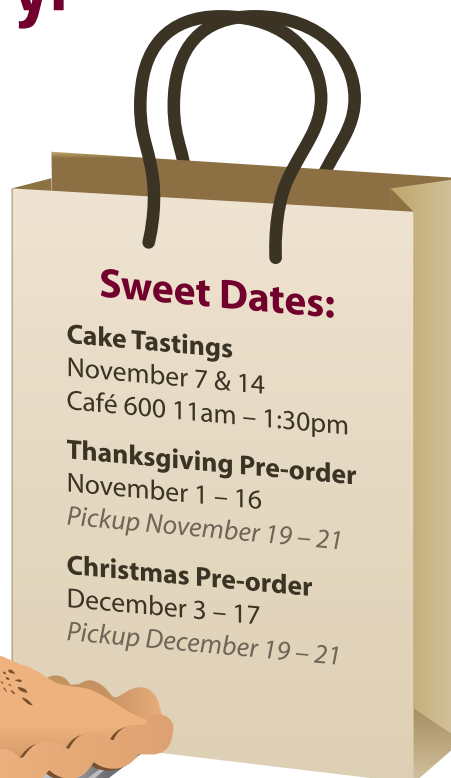 y!
Sweet Dates:
Cake Tastings
November 7 & 14
Café 600 11am – 1:30pm
Thanksgiving Pre-order
November 1 – 16
Pickup November 19 – 21
Christmas Pre-order
December 3 – 17
Pickup December 19 – 21